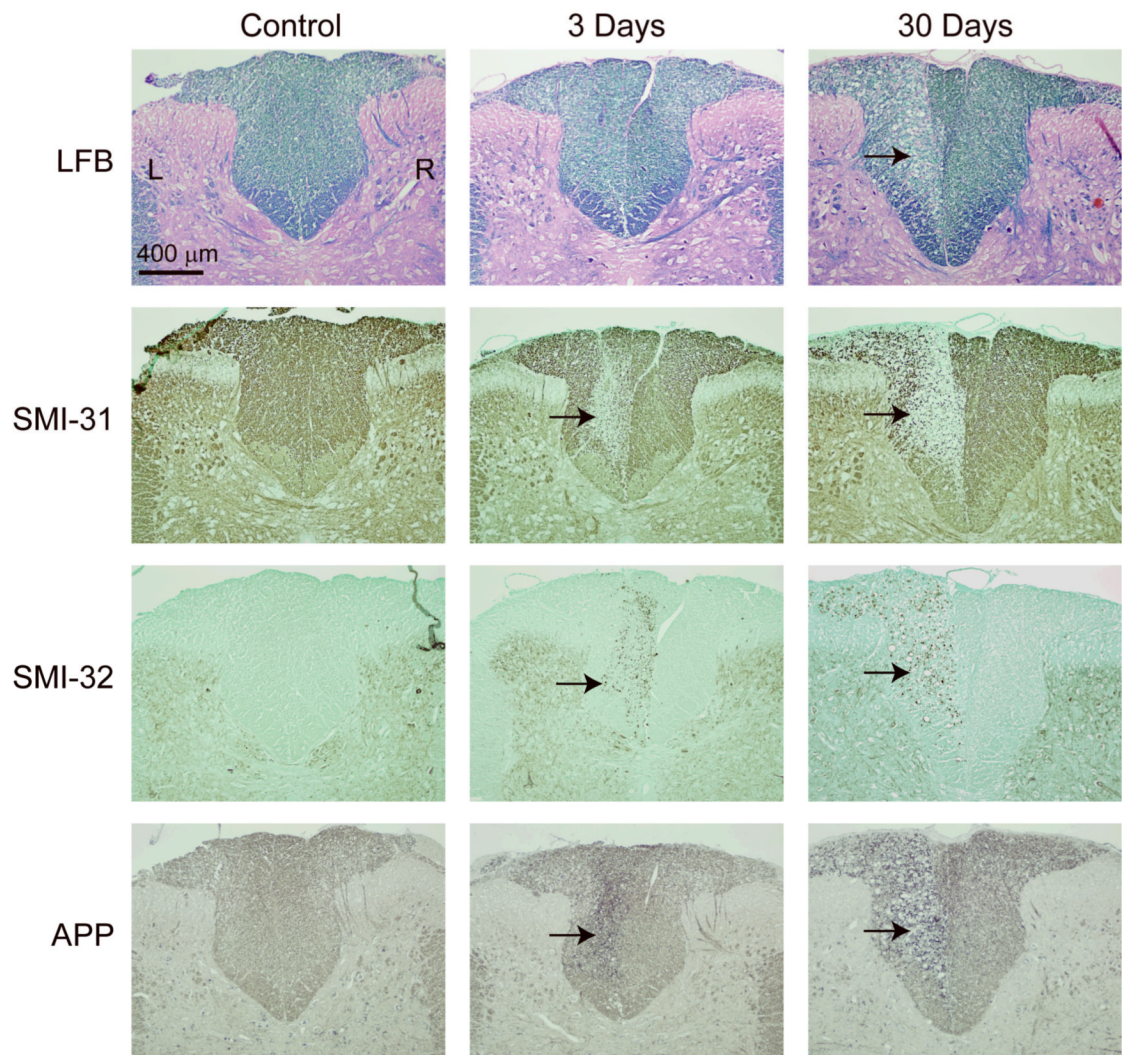 Control 3 Days 30 Days
LFB
L R
400 μm
SMI-31
SMI-32
APP